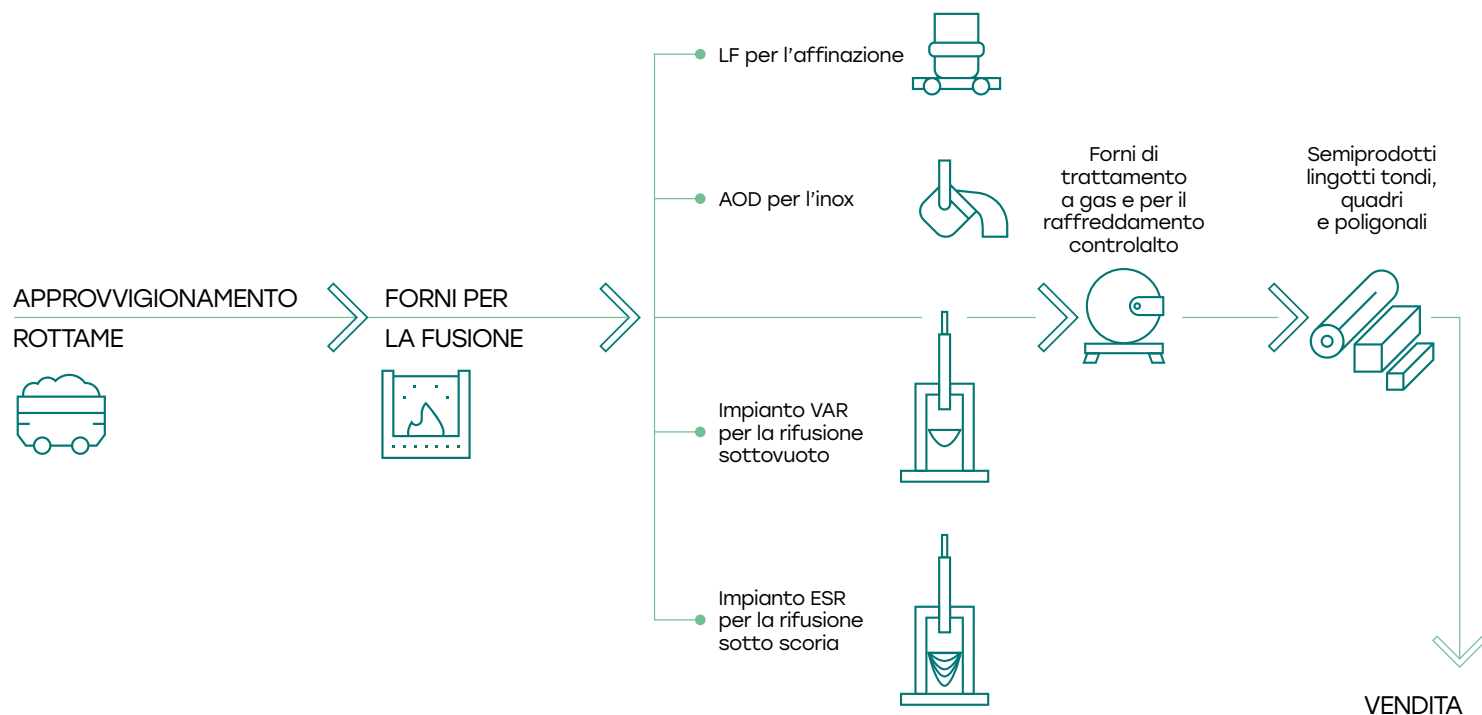 APPROVVIGIONAMENTO
ROTTAME
FORNI PER
LA FUSIONE
LF per l'affinazione
AOD per l'inox
Impianto VAR
per la rifusione
sottovuoto
Impianto ESR
per la rifusione
sotto scoria
Forni di
trattamento
a gas e per il
raffreddamento
controlalto
Semiprodotti
lingotti tondi,
quadri
e poligonali
VENDITA